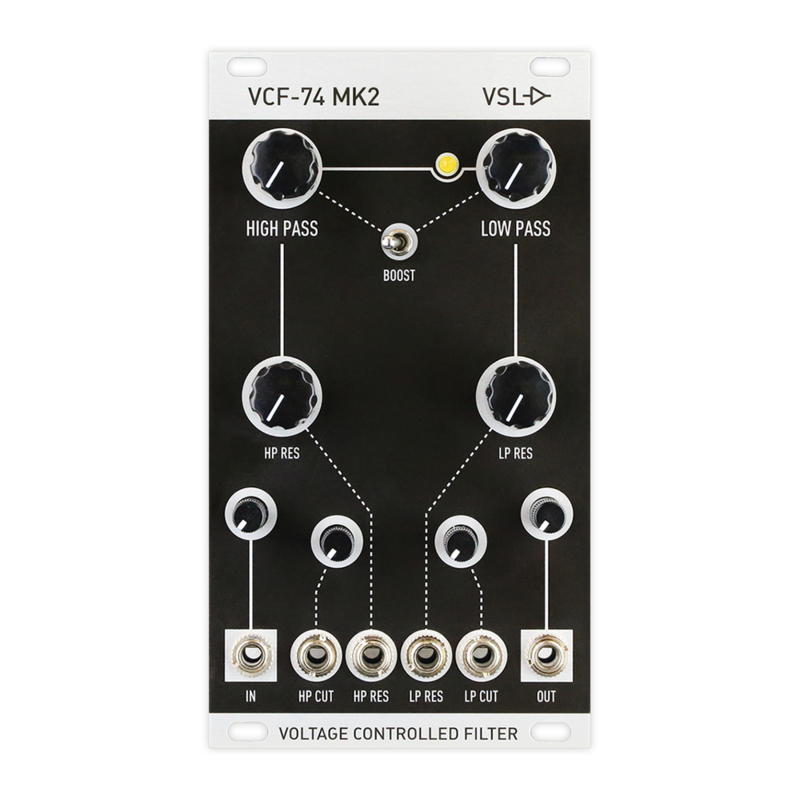 VCF-74 MK2 VSL
HIGH PASS LOW PASS
BOOST
HP RES LP RES
IN HP CUT HP RES LP RES LP CUT OUT
VOLTAGE CONTROLLED FILTER